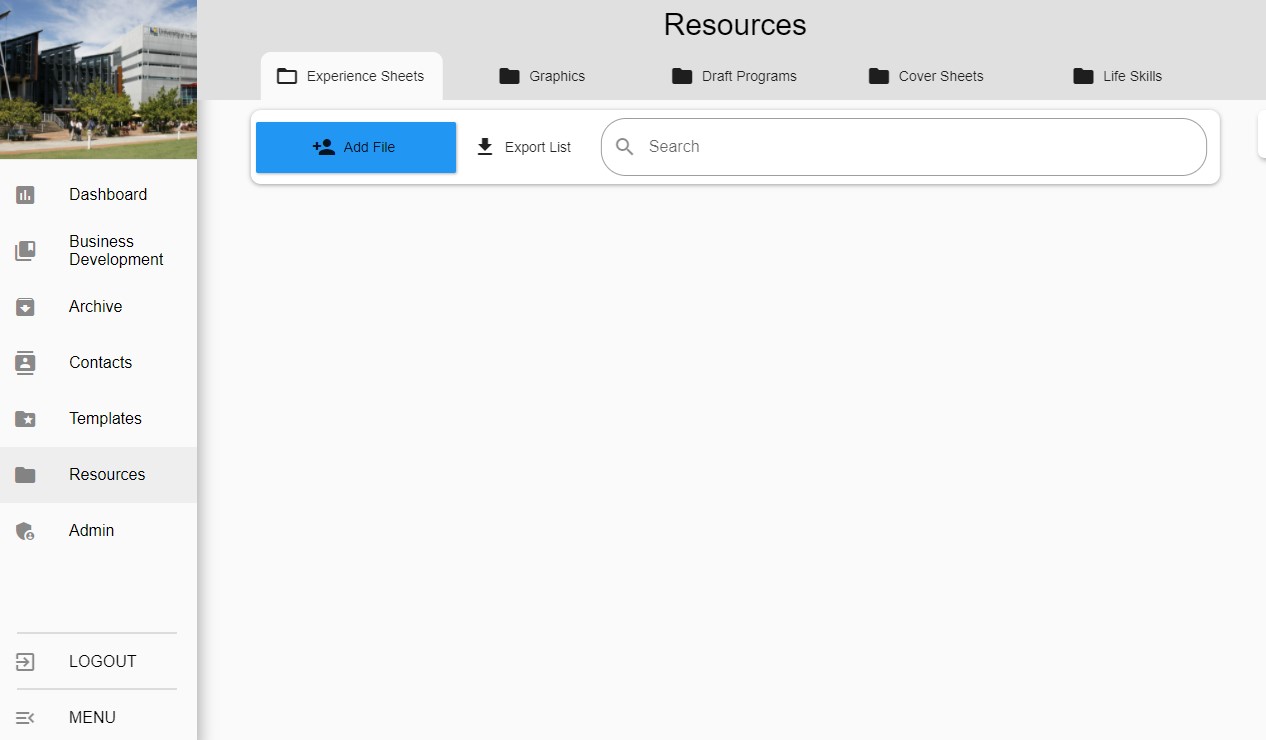 Resources
Experience Sheets
Graphics
Draft Programs
Cover Sheets
Life Skills
Add File
Export List
Search
Dashboard
Business
Development
Archive
Contacts
Templates
Resources
Admin
LOGOUT
MENU